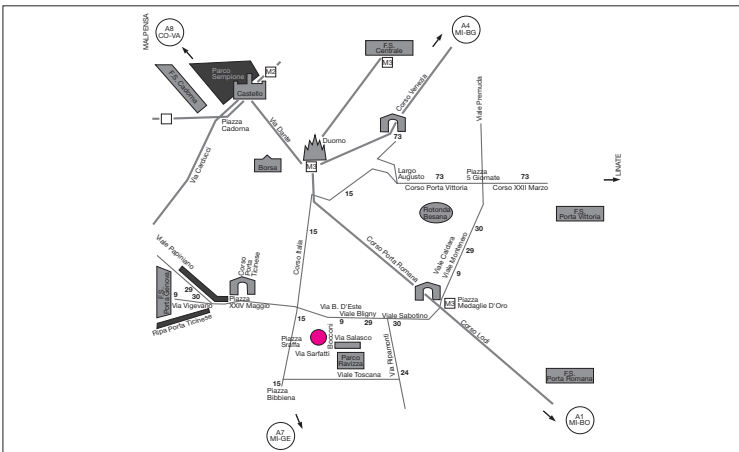 A8
CO-VA
MALPENSA
A4
MI-BG
F.S.
Centrale
M3
Parco
Sempione
M2
F.S. Cadorna
Castello
Corso Venezia
Viale Premuda
Piazza
Cadorna
Via Dante
Duomo
73
Via Carducci
Borsa
M3
Largo
Augusto
73
Piazza
5 Giornate
73
Corso Porta Vittoria
Corso XXII Marzo
LINATE
15
Rotonda
Besana
F.S.
Porta Vittoria
Viale Papiniano
15
Corso Italia
Corso Porta Romana
30
Viale Caldara
Viale Montenero
29
9
Corso
Porta
Ticinese
F.S.
Porta Genova
29
9
30
Via Vigevano
Piazza
XXIV Maggio
Ripa Porta Ticinese
M3
Piazza
Medaglie D'Oro
Via B. D'Este
Viale Bligny
Viale Sabotino
15
9
29
30
Corso Lodi
Piazza
Sraffa
Bocconi
Via Salasco
Via Sarfatti
Parco
Ravizza
Via Ripamonti
Viale Toscana
24
15
Piazza
Bibbiena
F.S.
Porta Romana
A7
MI-GE
A1
MI-BO